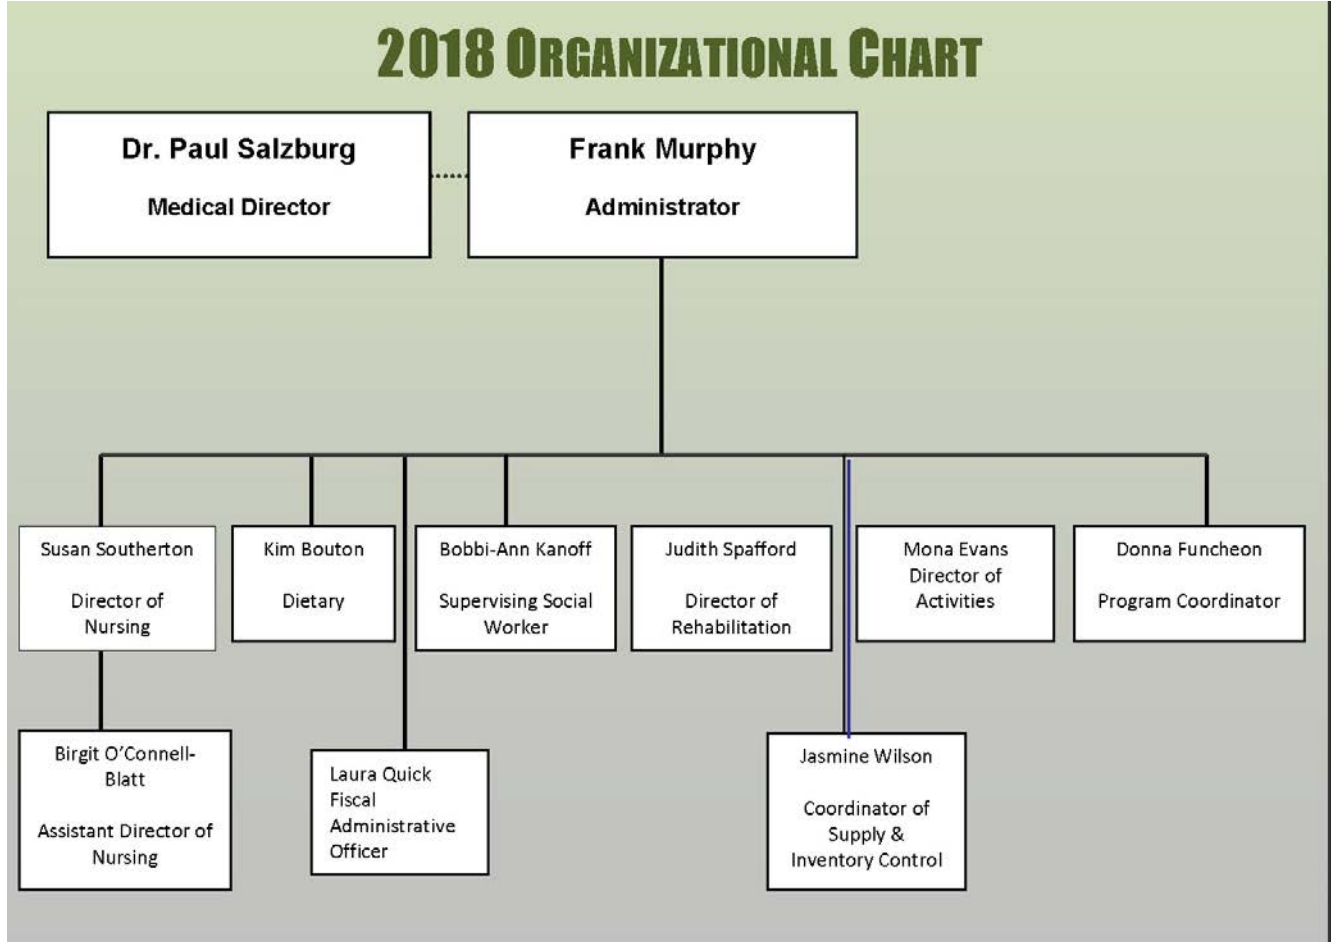 2018 ORGANIZATIONAL CHART
Dr. Paul Salzburg
Medical Director
Frank Murphy
Administrator
Susan Southerton
Director of
Nursing
Kim Bouton
Dietary
Bobbi-Ann Kanoff
Supervising Social
Worker
Judith Spafford
Director of
Rehabilitation
Mona Evans
Director of
Activities
Donna Funcheon
Program Coordinator
Birgit O’Connell-
Blatt
Assistant Director of
Nursing
Laura Quick
Fiscal
Administrative
Officer
Jasmine Wilson
Coordinator of
Supply &
Inventory Control